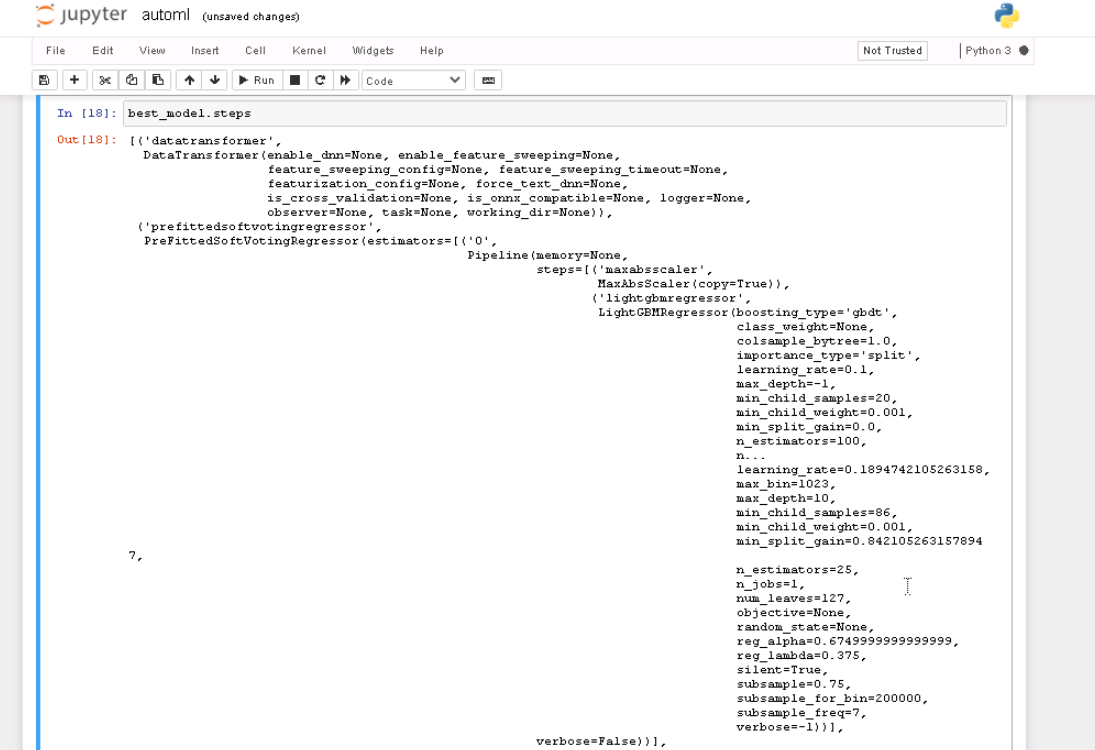 jupyter automl (unsaved changes)
File Edit View Insert Cell Kernel Widgets Help Not Trusted Python 3
Run Code
In [18]: best_model.steps
Out[18]: [('datatransformer',
DataTransformer(enable_dnn=None, enable_feature_sweeping=None,
feature_sweeping_config=None, feature_sweeping_timeout=None,
featurization_config=None, force_text_dnn=None,
is_cross_validation=None, is_onnx_compatible=None, logger=None,
observer=None, task=None, working_dir=None)),
('prefittedsoftvotingregressor',
PreFittedSoftVotingRegressor(estimators=[('0',
Pipeline(memory=None,
steps=[('maxabsscaler',
MaxAbsScaler(copy=True)),
('lightgbmregressor',
LightGBMRegressor(boosting_type='gbdt',
class_weight=None,
colsample_bytree=1.0,
importance_type='split',
learning_rate=0.1,
max_depth=-1,
min_child_samples=20,
min_child_weight=0.001,
min_split_gain=0.0,
n_estimators=100,
n...
learning_rate=0.1894742105263158,
max_bin=1023,
max_depth=10,
min_child_samples=86,
min_child_weight=0.001,
min_split_gain=0.842105263157894
7,
n_estimators=25,
n_jobs=1,
num_leaves=127,
objective=None,
random_state=None,
reg_alpha=0.6749999999999999,
reg_lambda=0.375,
silent=True,
subsample=0.75,
subsample_for_bin=200000,
subsample_freq=7,
verbose=-1))],
verbose=False))],